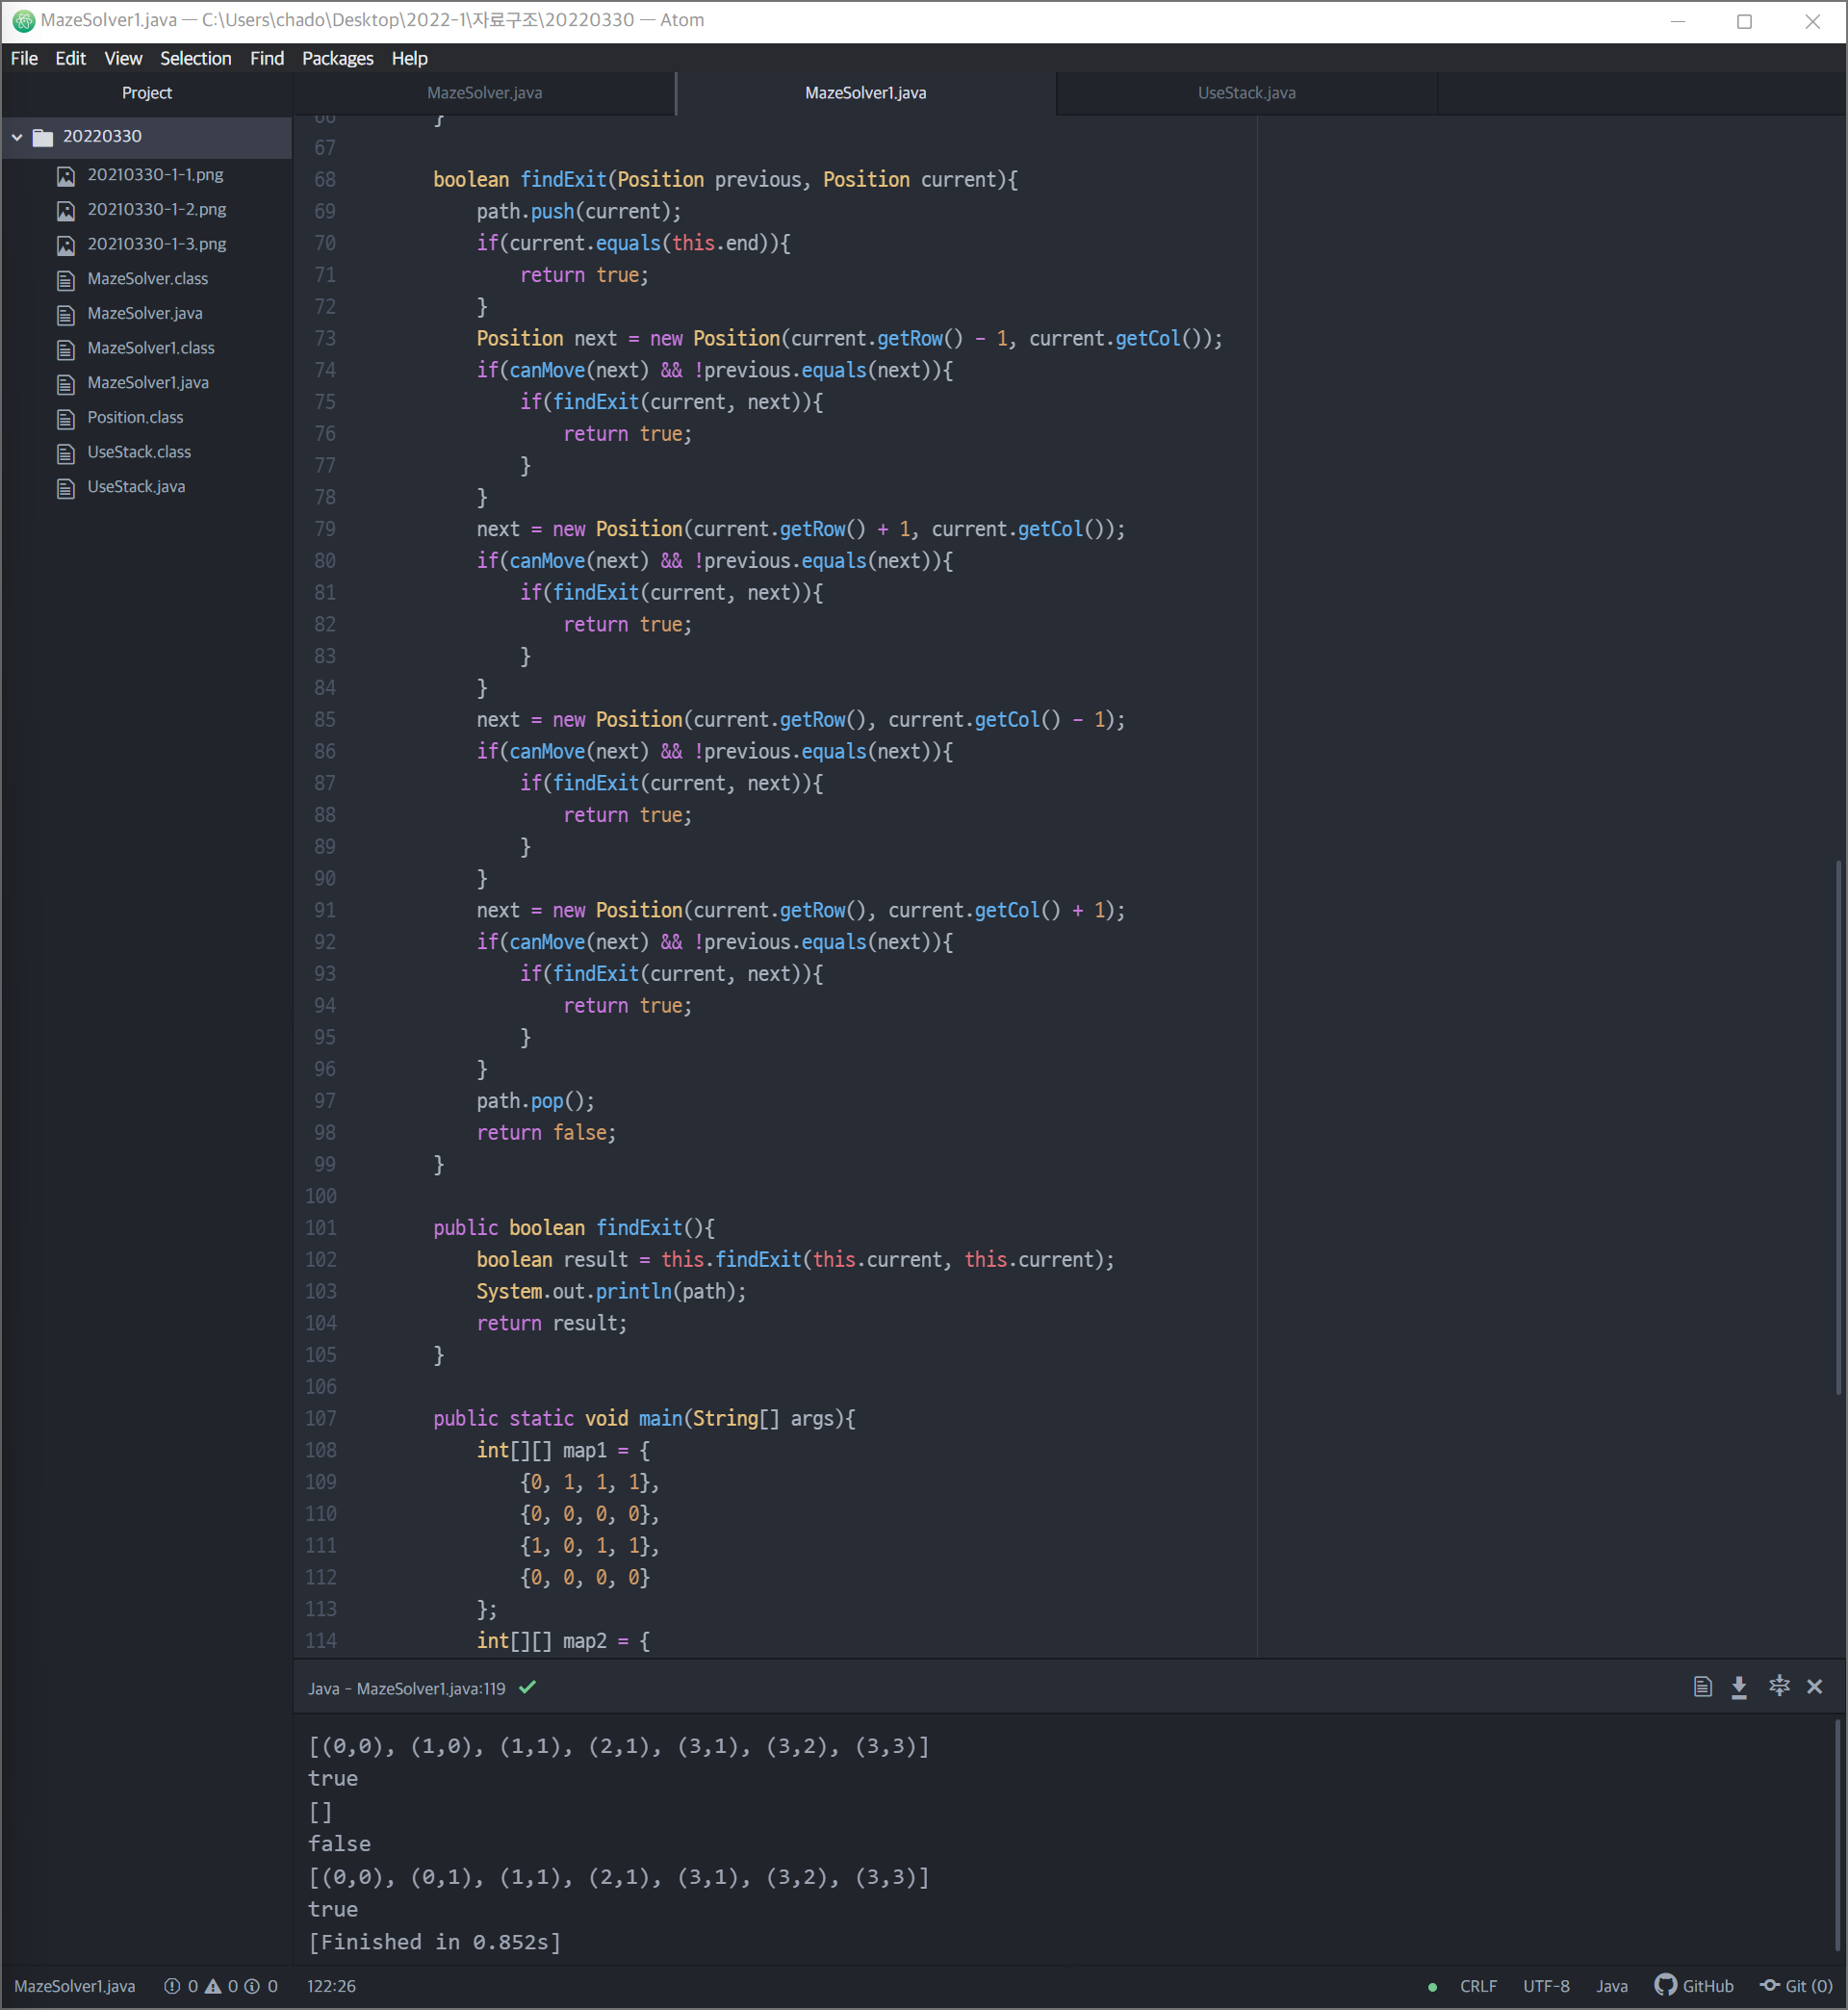 MazeSolver1.java — C:\Users\chado\Desktop\2022-1\자료구조\20220330 — Atom
File Edit View Selection Find Packages Help
Project
MazeSolver.java MazeSolver1.java UseStack.java
20220330
20210330-1-1.png
20210330-1-2.png
20210330-1-3.png
MazeSolver.class
MazeSolver.java
MazeSolver1.class
MazeSolver1.java
Position.class
UseStack.class
UseStack.java
66 }
67
68 boolean findExit(Position previous, Position current){
69 path.push(current);
70 if(current.equals(this.end)){
71 return true;
72 }
73 Position next = new Position(current.getRow() - 1, current.getCol());
74 if(canMove(next) && !previous.equals(next)){
75 if(findExit(current, next)){
76 return true;
77 }
78 }
79 next = new Position(current.getRow() + 1, current.getCol());
80 if(canMove(next) && !previous.equals(next)){
81 if(findExit(current, next)){
82 return true;
83 }
84 }
85 next = new Position(current.getRow(), current.getCol() - 1);
86 if(canMove(next) && !previous.equals(next)){
87 if(findExit(current, next)){
88 return true;
89 }
90 }
91 next = new Position(current.getRow(), current.getCol() + 1);
92 if(canMove(next) && !previous.equals(next)){
93 if(findExit(current, next)){
94 return true;
95 }
96 }
97 path.pop();
98 return false;
99 }
100
101 public boolean findExit(){
102 boolean result = this.findExit(this.current, this.current);
103 System.out.println(path);
104 return result;
105 }
106
107 public static void main(String[] args){
108 int[][] map1 = {
109 {0, 1, 1, 1},
110 {0, 0, 0, 0},
111 {1, 0, 1, 1},
112 {0, 0, 0, 0}
113 };
114 int[][] map2 = {
Java - MazeSolver1.java:119
[(0,0), (1,0), (1,1), (2,1), (3,1), (3,2), (3,3)]
true
[]
false
[(0,0), (0,1), (1,1), (2,1), (3,1), (3,2), (3,3)]
true
[Finished in 0.852s]
MazeSolver1.java 0 0 0 122:26 CRLF UTF-8 Java GitHub Git (0)